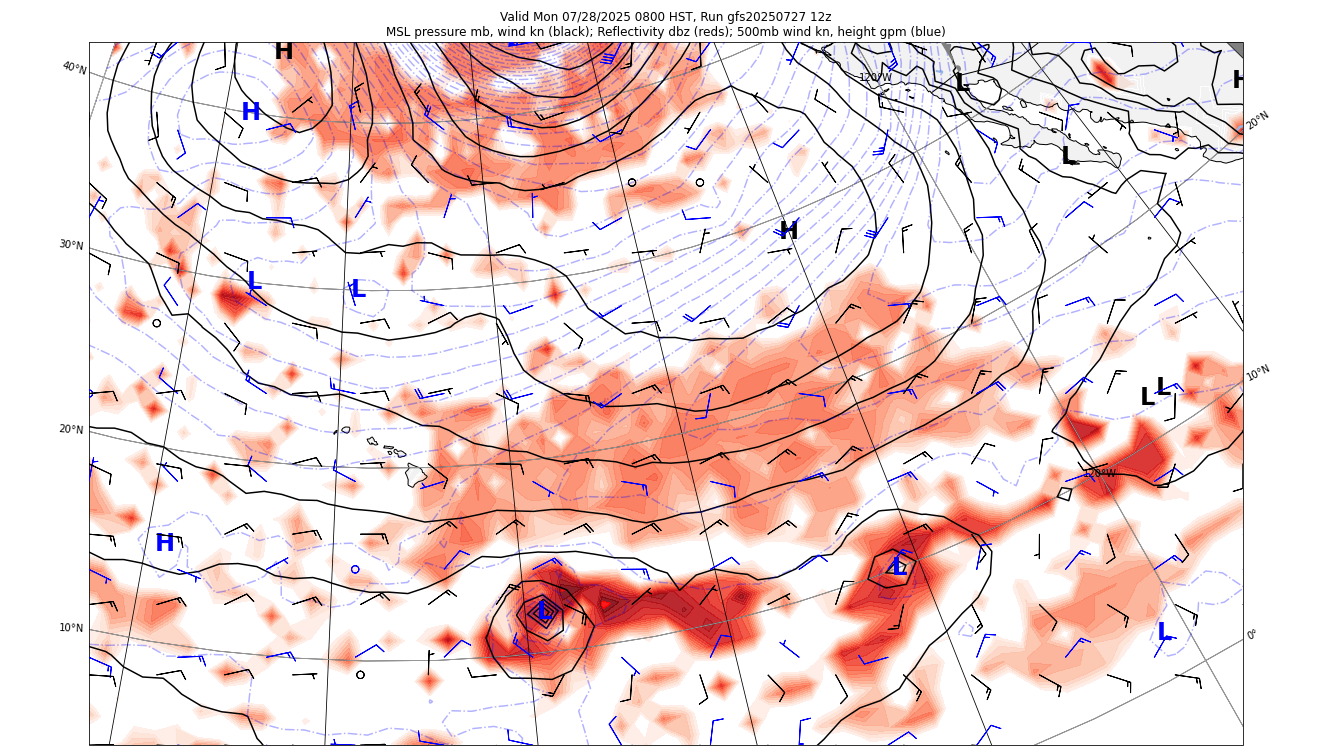 Valid Mon 07/28/2025 0800 HST, Run gfs20250727 12z
MSL pressure mb, wind kn (black); Reflectivity dbz (reds); 500mb wind kn, height gpm (blue)
H
40°N
120°W
L
H
H
20°N
L
H
30°N
L
L
10°N
L
L
20°N
120°W
H
L
L
10°N
L
0°